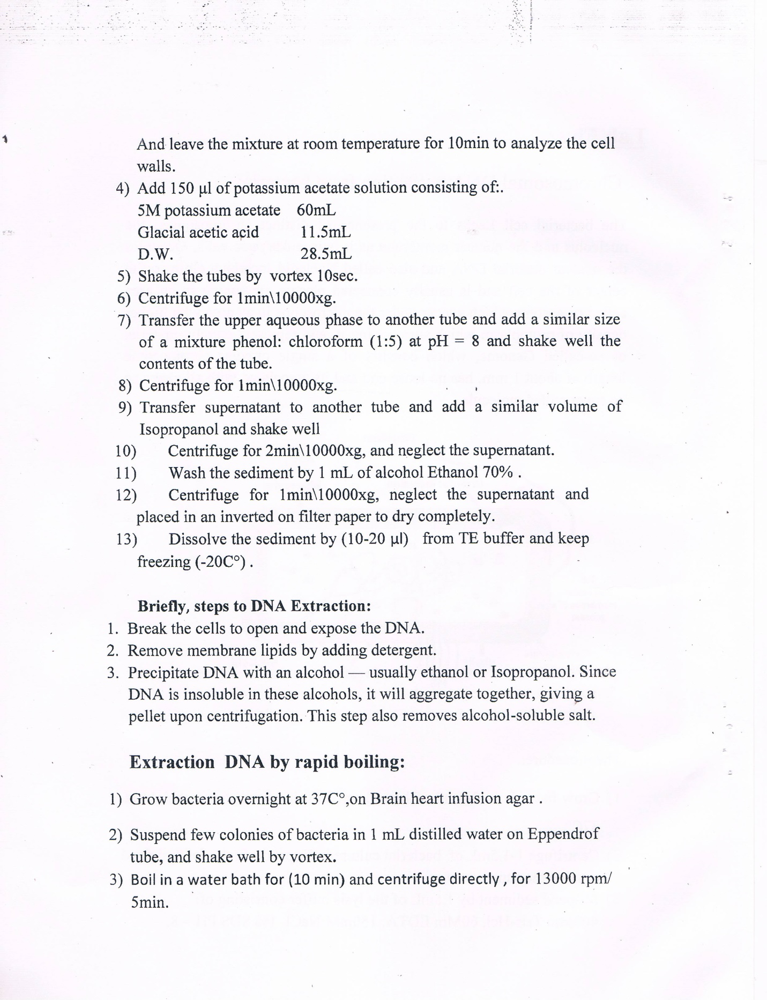 And leave the mixture at room temperature for 10min to analyze the cell
walls.
4) Add 150 µl of potassium acetate solution consisting of:.
5M potassium acetate 60mL
Glacial acetic acid 11.5mL
D.W. 28.5mL
5) Shake the tubes by vortex 10sec.
6) Centrifuge for 1min\10000xg.
7) Transfer the upper aqueous phase to another tube and add a similar size
of a mixture phenol: chloroform (1:5) at pH = 8 and shake well the
contents of the tube.
8) Centrifuge for 1min\10000xg.
9) Transfer supernatant to another tube and add a similar volume of
Isopropanol and shake well
10) Centrifuge for 2min\10000xg, and neglect the supernatant.
11) Wash the sediment by 1 mL of alcohol Ethanol 70% .
12) Centrifuge for 1min\10000xg, neglect the supernatant and
placed in an inverted on filter paper to dry completely.
13) Dissolve the sediment by (10-20 µl) from TE buffer and keep
freezing (-20C°) .
Briefly, steps to DNA Extraction:
1. Break the cells to open and expose the DNA.
2. Remove membrane lipids by adding detergent.
3. Precipitate DNA with an alcohol — usually ethanol or Isopropanol. Since
DNA is insoluble in these alcohols, it will aggregate together, giving a
pellet upon centrifugation. This step also removes alcohol-soluble salt.
Extraction DNA by rapid boiling:
1) Grow bacteria overnight at 37C°,on Brain heart infusion agar .
2) Suspend few colonies of bacteria in 1 mL distilled water on Eppendrof
tube, and shake well by vortex.
3) Boil in a water bath for (10 min) and centrifuge directly , for 13000 rpm/
5min.